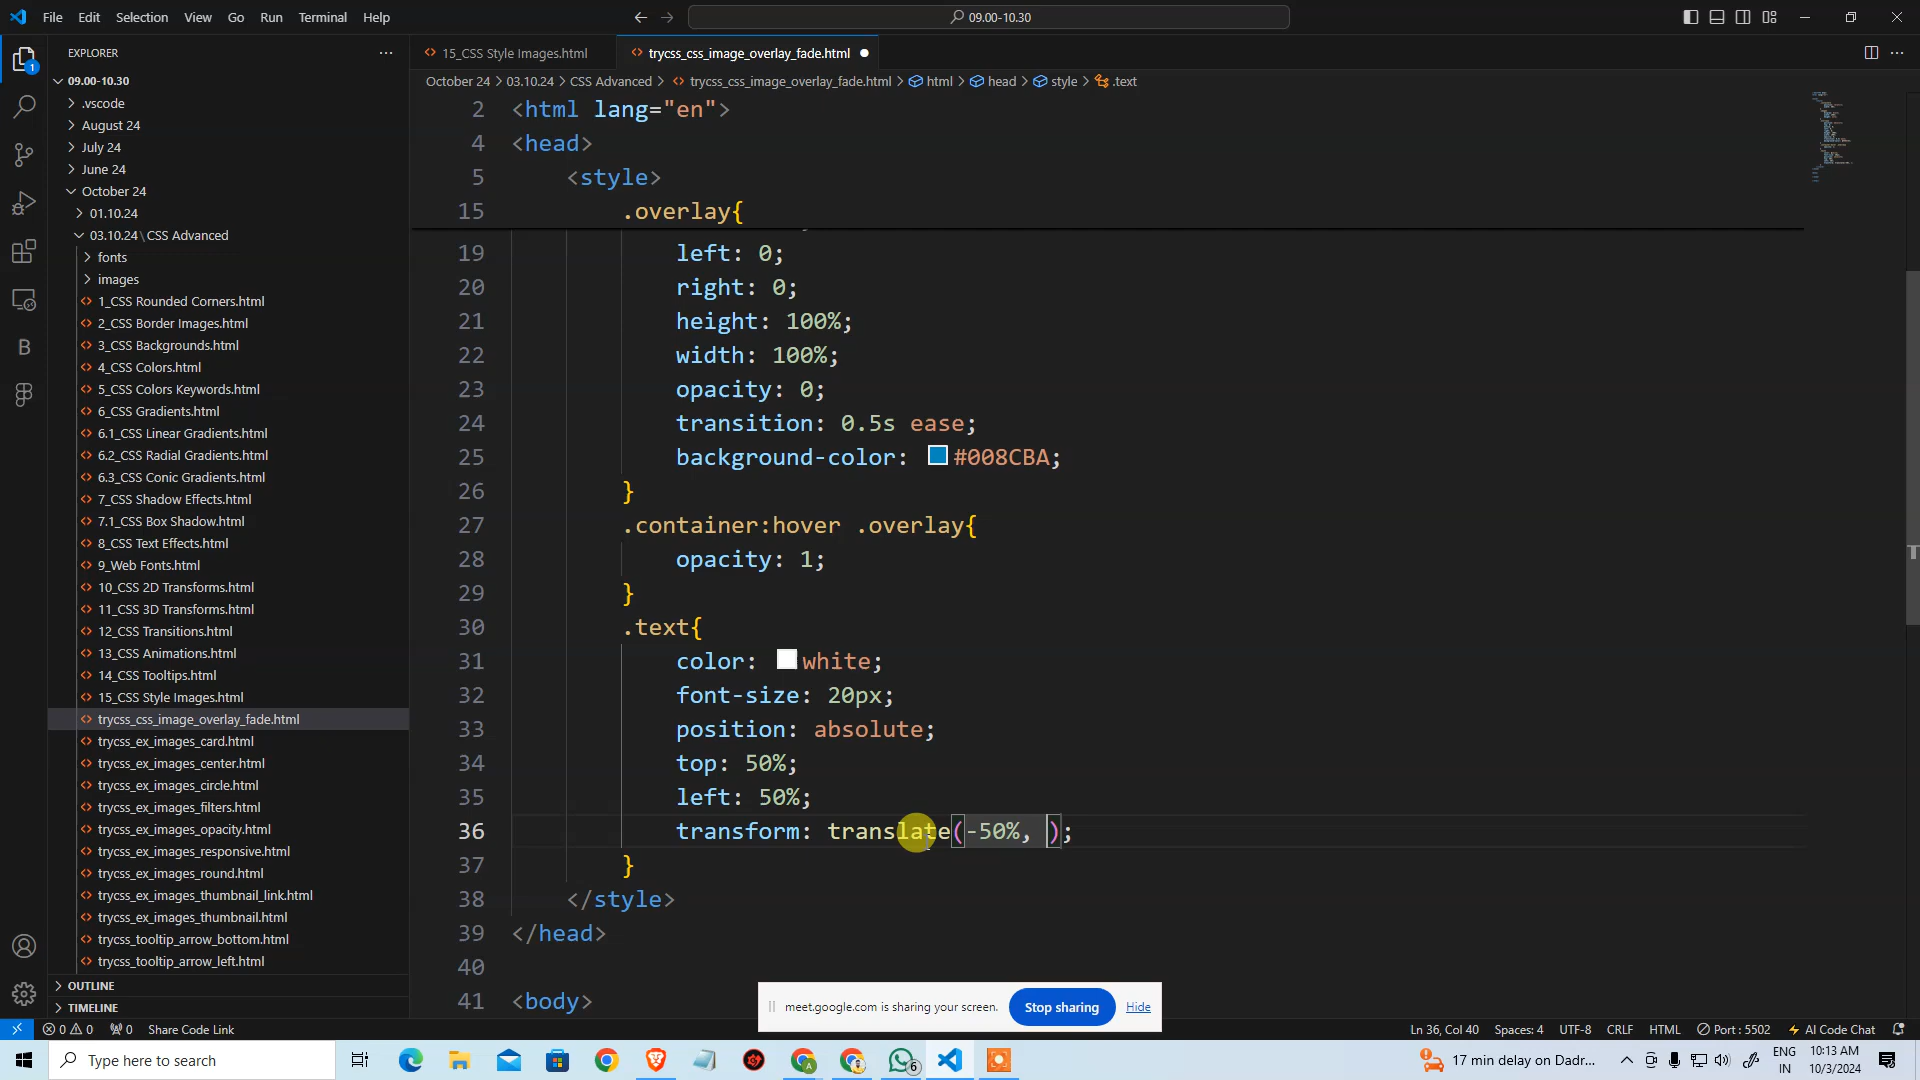 File Edit Selection View Go Run Terminal Help
09.00-10.30
EXPLORER
15_CSS Style Images.html
trycss_css_image_overlay_fade.html
October 24 > 03.10.24 > CSS Advanced > trycss_css_image_overlay_fade.html > html > head > style > .text
09.00-10.30
.vscode
August 24
July 24
June 24
October 24
01.10.24
03.10.24 \ CSS Advanced
fonts
images
1_CSS Rounded Corners.html
2_CSS Border Images.html
3_CSS Backgrounds.html
4_CSS Colors.html
5_CSS Colors Keywords.html
6_CSS Gradients.html
6.1_CSS Linear Gradients.html
6.2_CSS Radial Gradients.html
6.3_CSS Conic Gradients.html
7_CSS Shadow Effects.html
7.1_CSS Box Shadow.html
8_CSS Text Effects.html
9_Web Fonts.html
10_CSS 2D Transforms.html
11_CSS 3D Transforms.html
12_CSS Transitions.html
13_CSS Animations.html
14_CSS Tooltips.html
15_CSS Style Images.html
trycss_css_image_overlay_fade.html
trycss_ex_images_card.html
trycss_ex_images_center.html
trycss_ex_images_circle.html
trycss_ex_images_filters.html
trycss_ex_images_opacity.html
trycss_ex_images_responsive.html
trycss_ex_images_round.html
trycss_ex_images_thumbnail_link.html
trycss_ex_images_thumbnail.html
trycss_tooltip_arrow_bottom.html
trycss_tooltip_arrow_left.html
OUTLINE
TIMELINE
2 <html lang="en">
4 <head>
5 <style>
15 .overlay{
19 left: 0;
20 right: 0;
21 height: 100%;
22 width: 100%;
23 opacity: 0;
24 transition: 0.5s ease;
25 background-color: #008CBA;
26 }
27 .container:hover .overlay{
28 opacity: 1;
29 }
30 .text{
31 color: white;
32 font-size: 20px;
33 position: absolute;
34 top: 50%;
35 left: 50%;
36 transform: translate(-50%, );
37 }
38 </style>
39 </head>
40
41 <body>
meet.google.com is sharing your screen. Stop sharing Hide
0 0 0 Share Code Link Ln 36, Col 40 Spaces: 4 UTF-8 CRLF HTML Port : 5502 AI Code Chat
Type here to search
6
17 min delay on Dadr...
ENG
IN
10:13 AM
10/3/2024